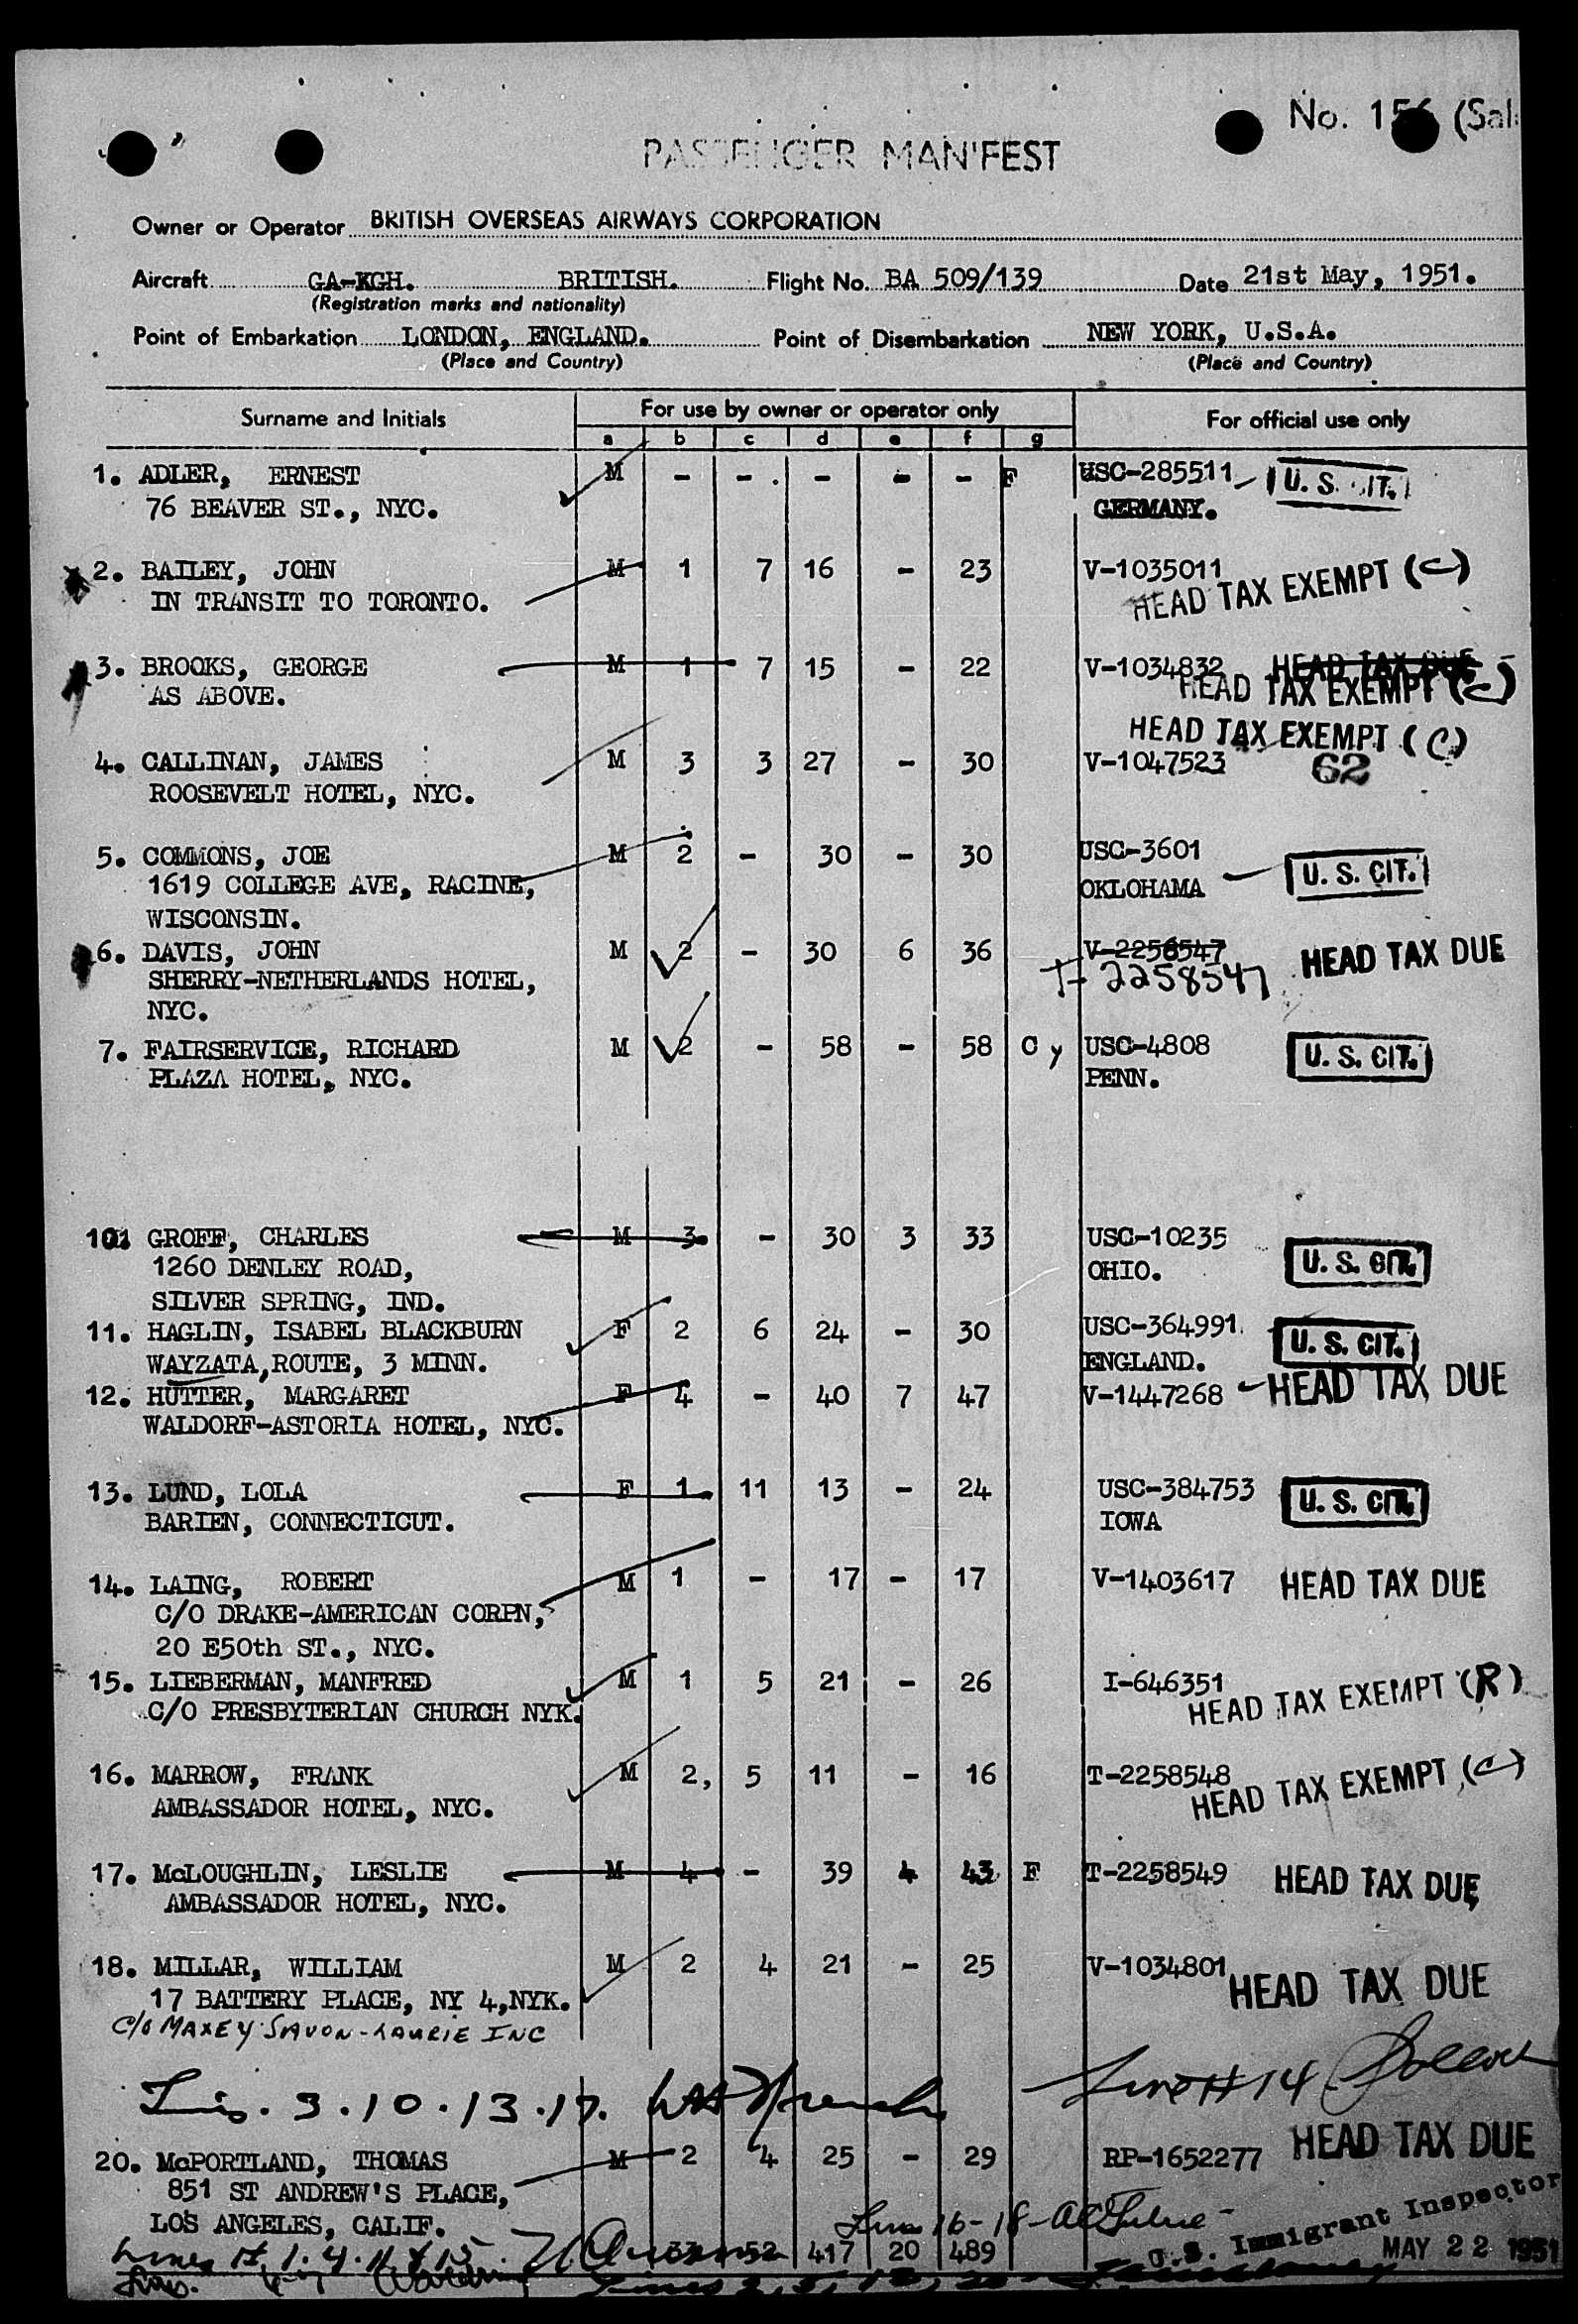 No. 156 (Sal
PASSENGER MANIFEST
Owner or Operator BRITISH OVERSEAS AIRWAYS CORPORATION
Aircraft GA-KGH. BRITISH. Flight No. BA 509/139 Date 21st May, 1951.
(Registration marks and nationality)
Point of Embarkation LONDON, ENGLAND. Point of Disembarkation NEW YORK, U.S.A.
(Place and Country) (Place and Country)
Surname and Initials For use by owner or operator only For official use only
a b c d e f g
1. ADLER, ERNEST M - - - - - F USC-285511 U. S. CIT.
76 BEAVER ST., NYC. GERMANY.
2. BAILEY, JOHN M 1 7 16 - 23 V-1035011
IN TRANSIT TO TORONTO. HEAD TAX EXEMPT (C)
3. BROOKS, GEORGE M 1 7 15 - 22 V-1034832 HEAD TAX DUE
AS ABOVE. HEAD TAX EXEMPT (C)
HEAD TAX EXEMPT (C)
4. CALLINAN, JAMES M 3 3 27 - 30 V-1047523 62
ROOSEVELT HOTEL, NYC.
5. COMMONS, JOE M 2 - 30 - 30 USC-3601
1619 COLLEGE AVE, RACINE, OKLOHAMA U. S. CIT.
WISCONSIN.
6. DAVIS, JOHN M 2 - 30 6 36 V-2258547 HEAD TAX DUE
SHERRY-NETHERLANDS HOTEL, T-2258547
NYC.
7. FAIRSERVICE, RICHARD M 2 - 58 - 58 C y USC-4808 U. S. CIT.
PLAZA HOTEL, NYC. PENN.
10. GROFF, CHARLES M 3 - 30 3 33 USC-10235
1260 DENLEY ROAD, OHIO. U. S. CIT.
SILVER SPRING, IND.
11. HAGLIN, ISABEL BLACKBURN F 2 6 24 - 30 USC-364991 U. S. CIT.
WAYZATA, ROUTE, 3 MINN. ENGLAND.
12. HUTTER, MARGARET F 4 - 40 7 47 V-1447268 HEAD TAX DUE
WALDORF-ASTORIA HOTEL, NYC.
13. LUND, LOLA F 1 11 13 - 24 USC-384753 U. S. CIT.
BARIEN, CONNECTICUT. IOWA
14. LAING, ROBERT M 1 - 17 - 17 V-1403617 HEAD TAX DUE
C/O DRAKE-AMERICAN CORPN,
20 E50th ST., NYC.
15. LIEBERMAN, MANFRED M 1 5 21 - 26 I-646351
C/O PRESBYTERIAN CHURCH NYK. HEAD TAX EXEMPT (R)
16. MARROW, FRANK M 2, 5 11 - 16 T-2258548
AMBASSADOR HOTEL, NYC. HEAD TAX EXEMPT (C)
17. McLOUGHLIN, LESLIE M 4 - 39 4 43 F T-2258549 HEAD TAX DUE
AMBASSADOR HOTEL, NYC.
18. MILLAR, WILLIAM M 2 4 21 - 25 V-1034801
17 BATTERY PLACE, NY 4, NYK. HEAD TAX DUE
C/O MAXEY SAVON-LAURIE INC
Line #14
Lis. 3.10.13.17.
20. McPORTLAND, THOMAS M 2 4 25 - 29 RP-1652277 HEAD TAX DUE
851 ST ANDREW'S PLACE,
LOS ANGELES, CALIF. Lines 16-18
U.S. Immigrant Inspector
Lines # 1.4.11 & 15 33 52 417 20 489 MAY 22 1951